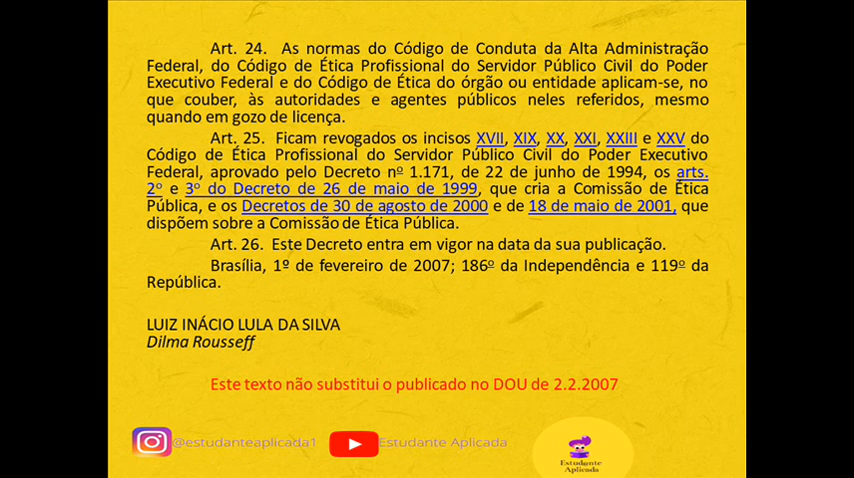 Art. 24. As normas do Código de Conduta da Alta Administração
Federal, do Código de Ética Profissional do Servidor Público Civil do Poder
Executivo Federal e do Código de Ética do órgão ou entidade aplicam-se, no
que couber, às autoridades e agentes públicos neles referidos, mesmo
quando em gozo de licença.
Art. 25. Ficam revogados os incisos XVII, XIX, XX, XXI, XXIII e XXV do
Código de Ética Profissional do Servidor Público Civil do Poder Executivo
Federal, aprovado pelo Decreto nº 1.171, de 22 de junho de 1994, os arts.
2º e 3º do Decreto de 26 de maio de 1999, que cria a Comissão de Ética
Pública, e os Decretos de 30 de agosto de 2000 e de 18 de maio de 2001, que
dispõem sobre a Comissão de Ética Pública.
Art. 26. Este Decreto entra em vigor na data da sua publicação.
Brasília, 1º de fevereiro de 2007; 186º da Independência e 119º da
República.
LUIZ INÁCIO LULA DA SILVA
Dilma Rousseff
Este texto não substitui o publicado no DOU de 2.2.2007
@estudanteaplicada1 Estudante Aplicada
Estudante
Aplicada